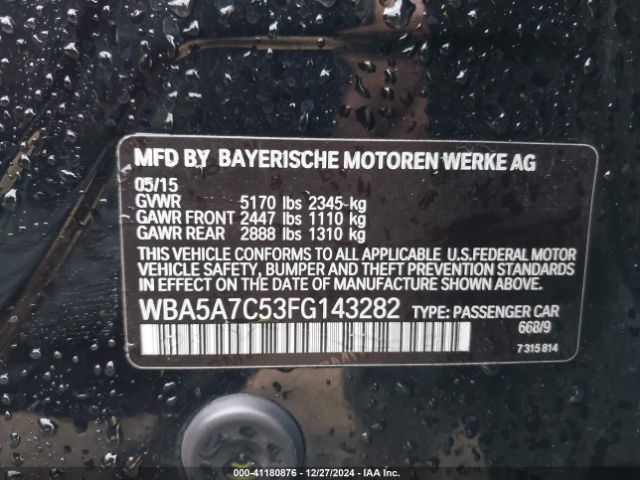 MFD BY BAYERISCHE MOTOREN WERKE AG
05/15
GVWR 5170 lbs 2345 kg
GAWR FRONT 2447 lbs 1110 kg
GAWR REAR 2888 lbs 1310 kg
THIS VEHICLE CONFORMS TO ALL APPLICABLE U.S.FEDERAL MOTOR
VEHICLE SAFETY, BUMPER AND THEFT PREVENTION STANDARDS
IN EFFECT ON THE DATE OF MANUFACTURE SHOWN ABOVE.
WBA5A7C53FG143282 TYPE: PASSENGER CAR
668/9
7315814
000-41180876 • 12/27/2024 • IAA Inc.